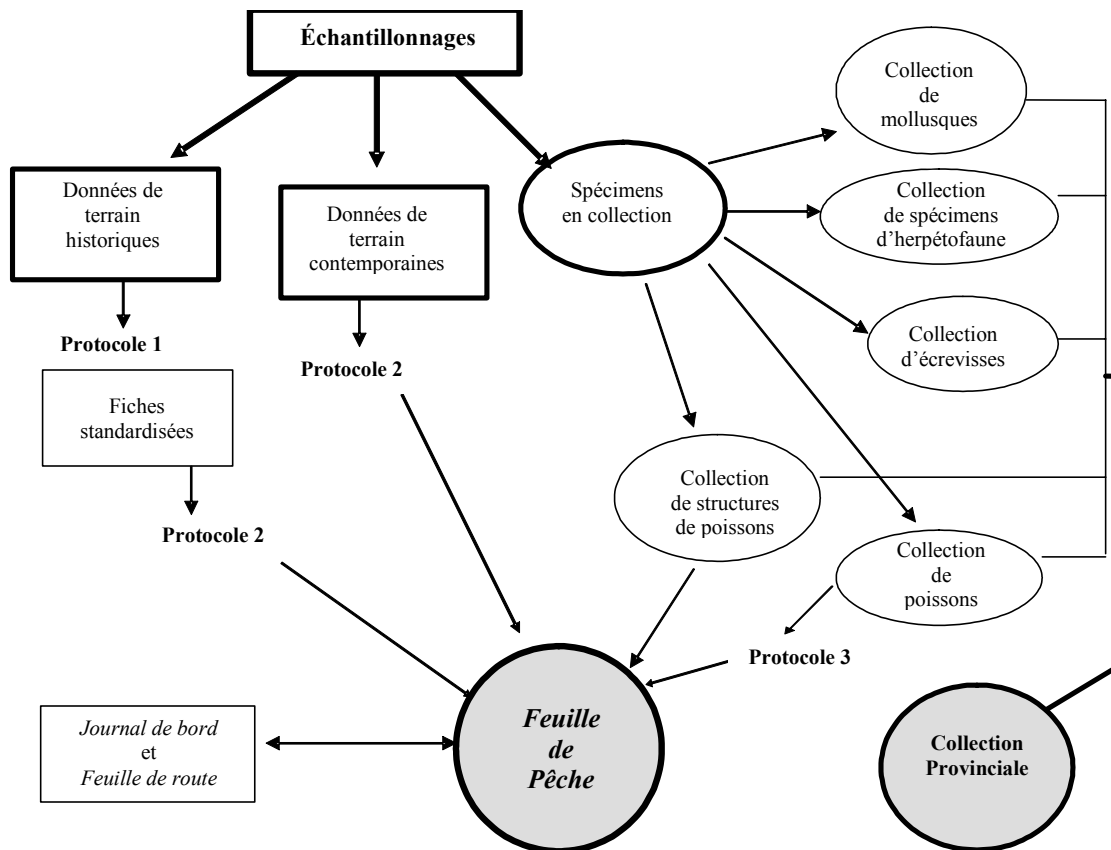 Échantillonnages
Données de
terrain
historiques
Données de
terrain
contemporaines
Spécimens
en collection
Collection
de
mollusques
Collection
de spécimens
d'herpétofaune
Collection
d'écrevisses
Protocole 1
Protocole 2
Fiches
standardisées
Protocole 2
Collection
de structures
de poissons
Collection
de
poissons
Protocole 3
Journal de bord
et
Feuille de route
Feuille
de
Pêche
Collection
Provinciale